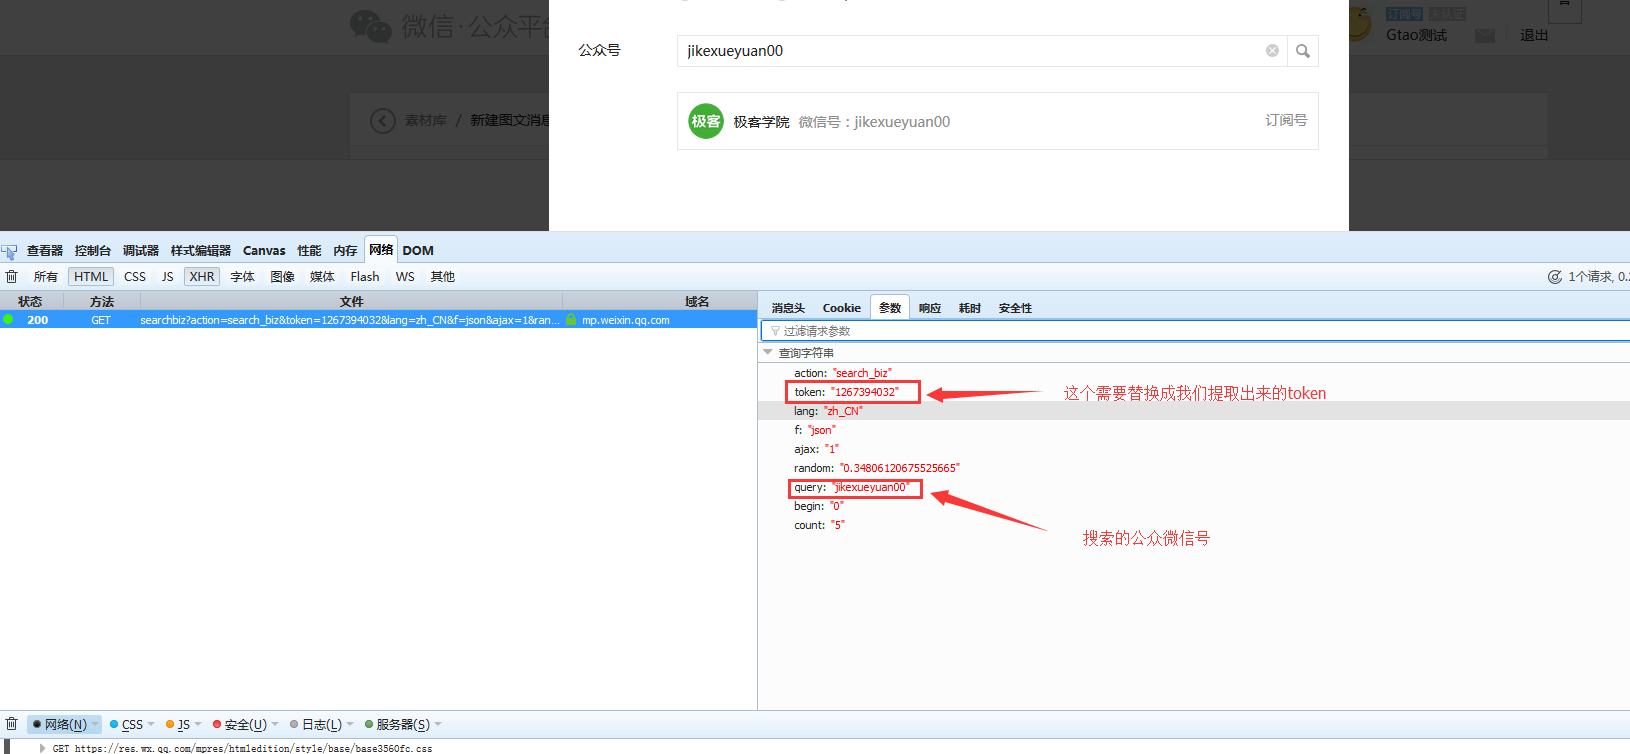 微信·公众平台
订阅号 未认证
Gtao测试 退出
公众号 jikexueyuan00
素材库 / 新建图文消息
极客 极客学院 微信号：jikexueyuan00 订阅号
查看器 控制台 调试器 样式编辑器 Canvas 性能 内存 网络 DOM
所有 HTML CSS JS XHR 字体 图像 媒体 Flash WS 其他 1个请求, 0.
状态 方法 文件 域名
200 GET searchbiz?action=search_biz&token=1267394032&lang=zh_CN&f=json&ajax=1&ran... mp.weixin.qq.com
消息头 Cookie 参数 响应 耗时 安全性
过滤请求参数
查询字符串
action: "search_biz"
token: "1267394032"
这个需要替换成我们提取出来的token
lang: "zh_CN"
f: "json"
ajax: "1"
random: "0.34806120675525665"
query: "jikexueyuan00"
begin: "0"
count: "5"
搜索的公众微信号
网络(N) CSS JS 安全(U) 日志(L) 服务器(S)
GET https://res.wx.qq.com/mpres/htmledition/style/base/base3560fc.css